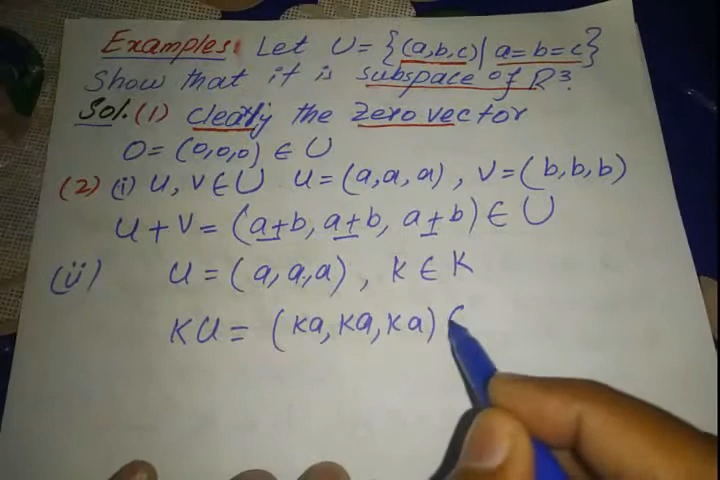 Examples: Let U = {(a,b,c) | a=b=c}
Show that it is subspace of R³.
Sol. (1) Clearly the Zero vector
O = (0,0,0) ∈ U
(2) (i) u, v ∈ U u = (a,a,a), v = (b,b,b)
u + v = (a+b, a+b, a+b) ∈ U
(ii) u = (a,a,a), k ∈ K
ku = (ka, ka, ka)